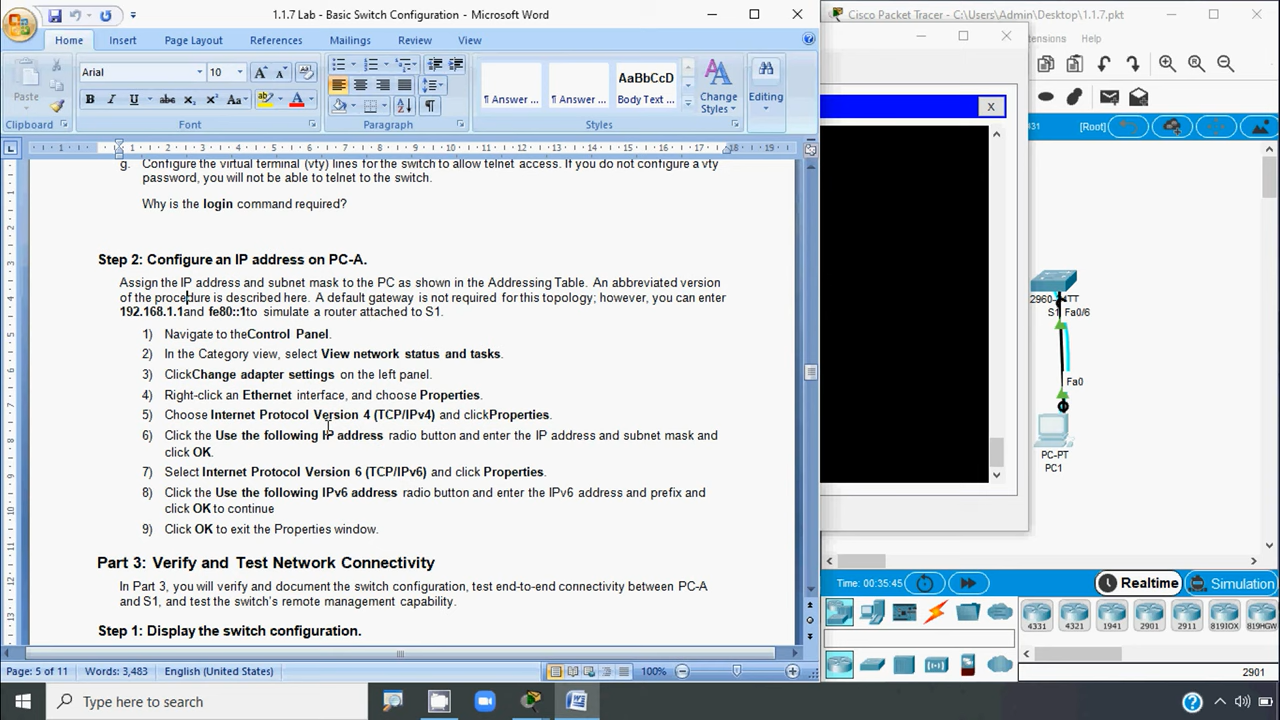 1.1.7 Lab - Basic Switch Configuration - Microsoft Word
Cisco Packet Tracer - C:\Users\Admin\Desktop\1.1.7.pkt
Home Insert Page Layout References Mailings Review View
ensions Help
Paste
Clipboard
Arial 10
B I U abc X₂ X² Aa
Font
Paragraph
¶ Answer ... ¶ Answer ... AaBbCcD Body Text ...
Change Styles
Styles
Editing
X
[Root]
g. Configure the virtual terminal (vty) lines for the switch to allow telnet access. If you do not configure a vty
password, you will not be able to telnet to the switch.
Why is the login command required?
Step 2: Configure an IP address on PC-A.
Assign the IP address and subnet mask to the PC as shown in the Addressing Table. An abbreviated version
of the procedure is described here. A default gateway is not required for this topology; however, you can enter
192.168.1.1and fe80::1to simulate a router attached to S1.
1) Navigate to theControl Panel.
2) In the Category view, select View network status and tasks.
3) ClickChange adapter settings on the left panel.
4) Right-click an Ethernet interface, and choose Properties.
5) Choose Internet Protocol Version 4 (TCP/IPv4) and clickProperties.
6) Click the Use the following IP address radio button and enter the IP address and subnet mask and
click OK.
7) Select Internet Protocol Version 6 (TCP/IPv6) and click Properties.
8) Click the Use the following IPv6 address radio button and enter the IPv6 address and prefix and
click OK to continue
9) Click OK to exit the Properties window.
Part 3: Verify and Test Network Connectivity
In Part 3, you will verify and document the switch configuration, test end-to-end connectivity between PC-A
and S1, and test the switch's remote management capability.
Step 1: Display the switch configuration.
S1 Fa0/6
Fa0
PC-PT
PC1
Time: 00:35:45
Realtime
Simulation
4331 4321 1941 2901 2911 819IOX 819HGW
2901
Page: 5 of 11 Words: 3,483 English (United States) 100%
Type here to search